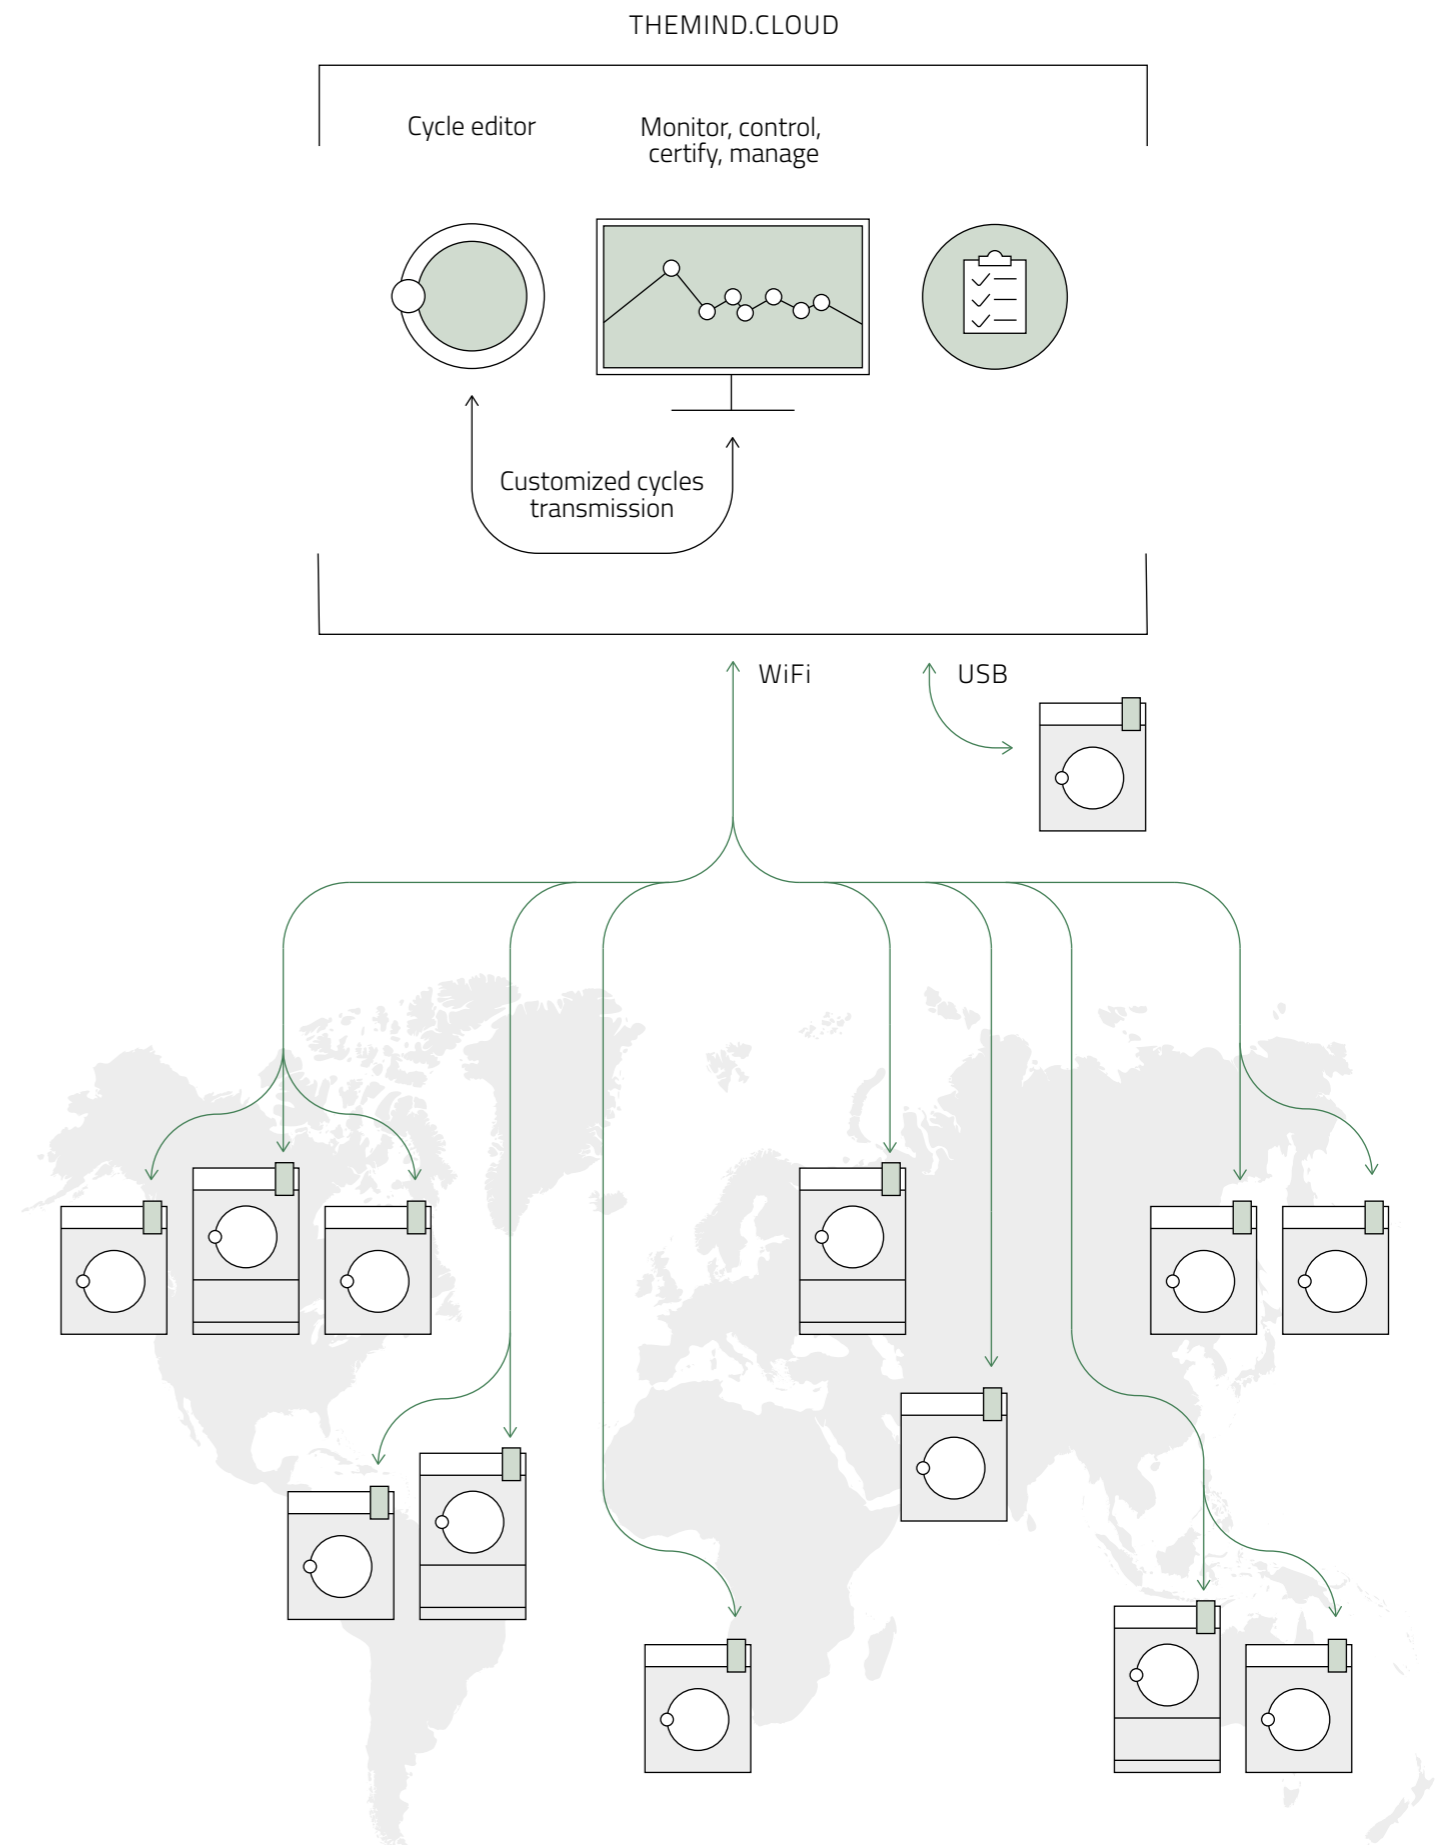 THEMIND.CLOUD
Cycle editor
Monitor, control,
certify, manage
Customized cycles
transmission
WiFi
USB